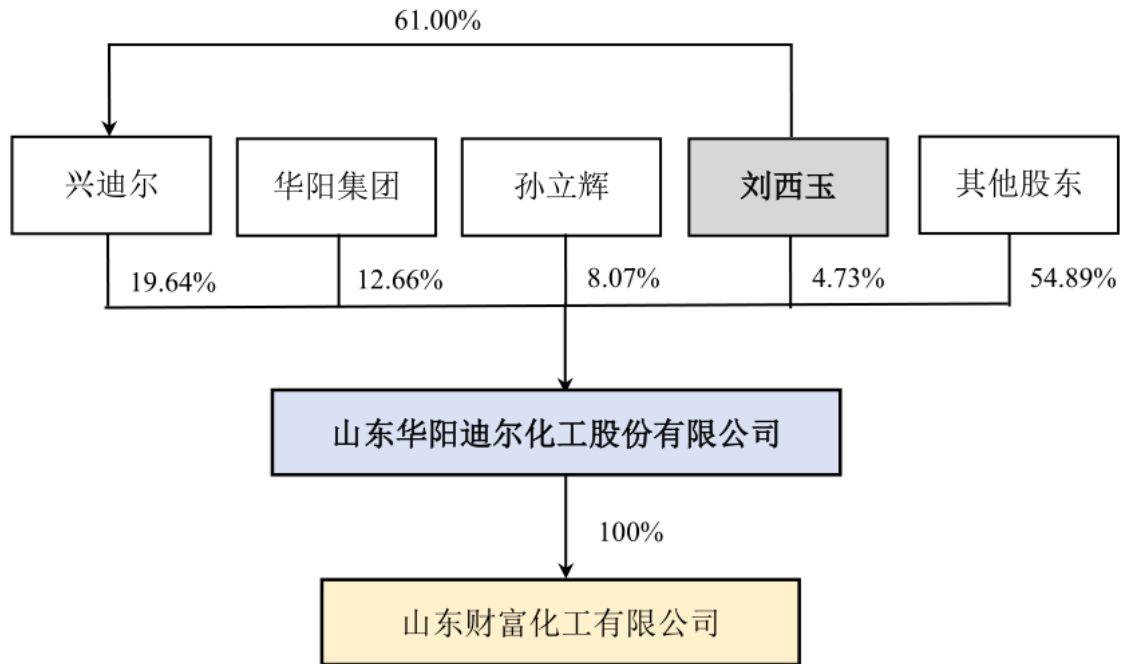 61.00%
兴迪尔
华阳集团
孙立辉
刘西玉
其他股东
19.64%
12.66%
8.07%
4.73%
54.89%
山东华阳迪尔化工股份有限公司
100%
山东财富化工有限公司